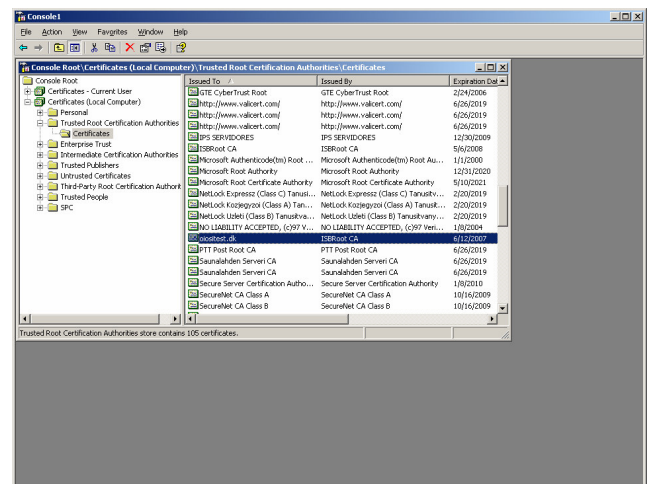 Console1
File Action View Favorites Window Help
Console Root\Certificates (Local Computer)\Trusted Root Certification Authorities\Certificates
Console Root
Certificates - Current User
Certificates (Local Computer)
Personal
Trusted Root Certification Authorities
Certificates
Enterprise Trust
Intermediate Certification Authorities
Trusted Publishers
Untrusted Certificates
Third-Party Root Certification Authorit
Trusted People
SPC
Issued To Issued By Expiration Dat
GTE CyberTrust Root GTE CyberTrust Root 2/24/2006
http://www.valicert.com/ http://www.valicert.com/ 6/26/2019
http://www.valicert.com/ http://www.valicert.com/ 6/26/2019
http://www.valicert.com/ http://www.valicert.com/ 6/26/2019
IPS SERVIDORES IPS SERVIDORES 12/30/2009
ISBRoot CA ISBRoot CA 5/6/2008
Microsoft Authenticode(tm) Root ... Microsoft Authenticode(tm) Root Au... 1/1/2000
Microsoft Root Authority Microsoft Root Authority 12/31/2020
Microsoft Root Certificate Authority Microsoft Root Certificate Authority 5/10/2021
NetLock Expressz (Class C) Tanusi... NetLock Expressz (Class C) Tanusitv... 2/20/2019
NetLock Kozjegyzoi (Class A) Tan... NetLock Kozjegyzoi (Class A) Tanusit... 2/20/2019
NetLock Uzleti (Class B) Tanusitva... NetLock Uzleti (Class B) Tanusitvany... 2/20/2019
NO LIABILITY ACCEPTED, (c)97 V... NO LIABILITY ACCEPTED, (c)97 Veri... 1/8/2004
oiositest.dk ISBRoot CA 6/12/2007
PTT Post Root CA PTT Post Root CA 6/26/2019
Saunalahden Serveri CA Saunalahden Serveri CA 6/26/2019
Saunalahden Serveri CA Saunalahden Serveri CA 6/26/2019
Secure Server Certification Autho... Secure Server Certification Authority 1/8/2010
SecureNet CA Class A SecureNet CA Class A 10/16/2009
SecureNet CA Class B SecureNet CA Class B 10/16/2009
Trusted Root Certification Authorities store contains 105 certificates.